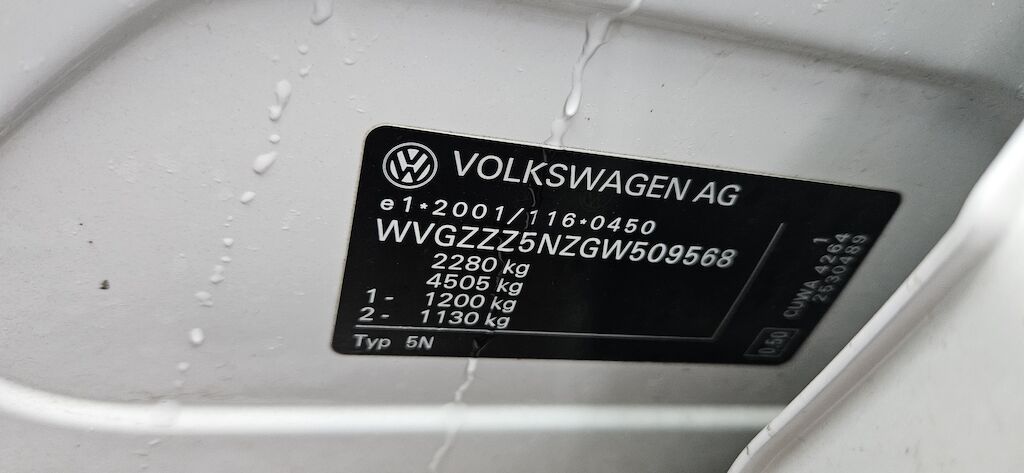 VOLKSWAGEN AG
e1*2001/116*0450
WVGZZZ5NZGW509568
2280 kg
4505 kg
1- 1200 kg
2- 1130 kg
Typ 5N
1
CUWA 4264
2530489
0.50